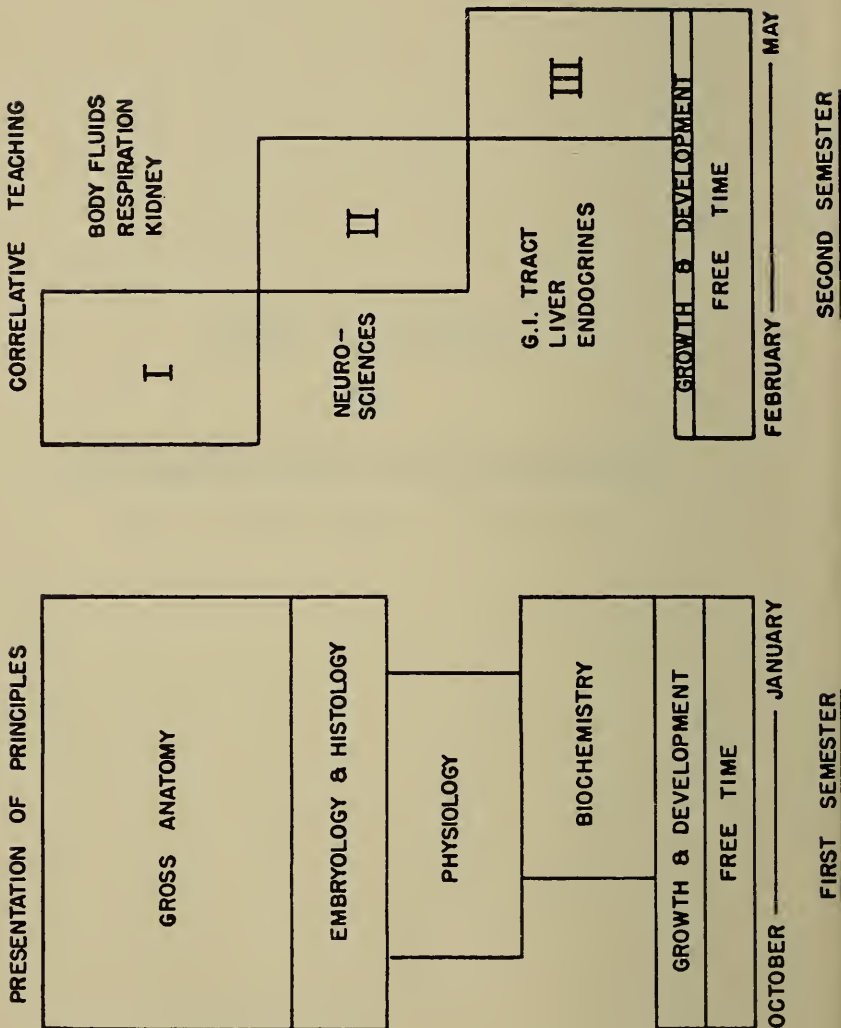 PRESENTATION OF PRINCIPLES
GROSS ANATOMY
EMBRYOLOGY & HISTOLOGY
PHYSIOLOGY
BIOCHEMISTRY
GROWTH & DEVELOPMENT
FREE TIME
OCTOBER JANUARY
FIRST SEMESTER
CORRELATIVE TEACHING
I
BODY FLUIDS
RESPIRATION
KIDNEY
II
NEURO–
SCIENCES
III
G.I. TRACT
LIVER
ENDOCRINES
GROWTH & DEVELOPMENT
FREE TIME
FEBRUARY MAY
SECOND SEMESTER